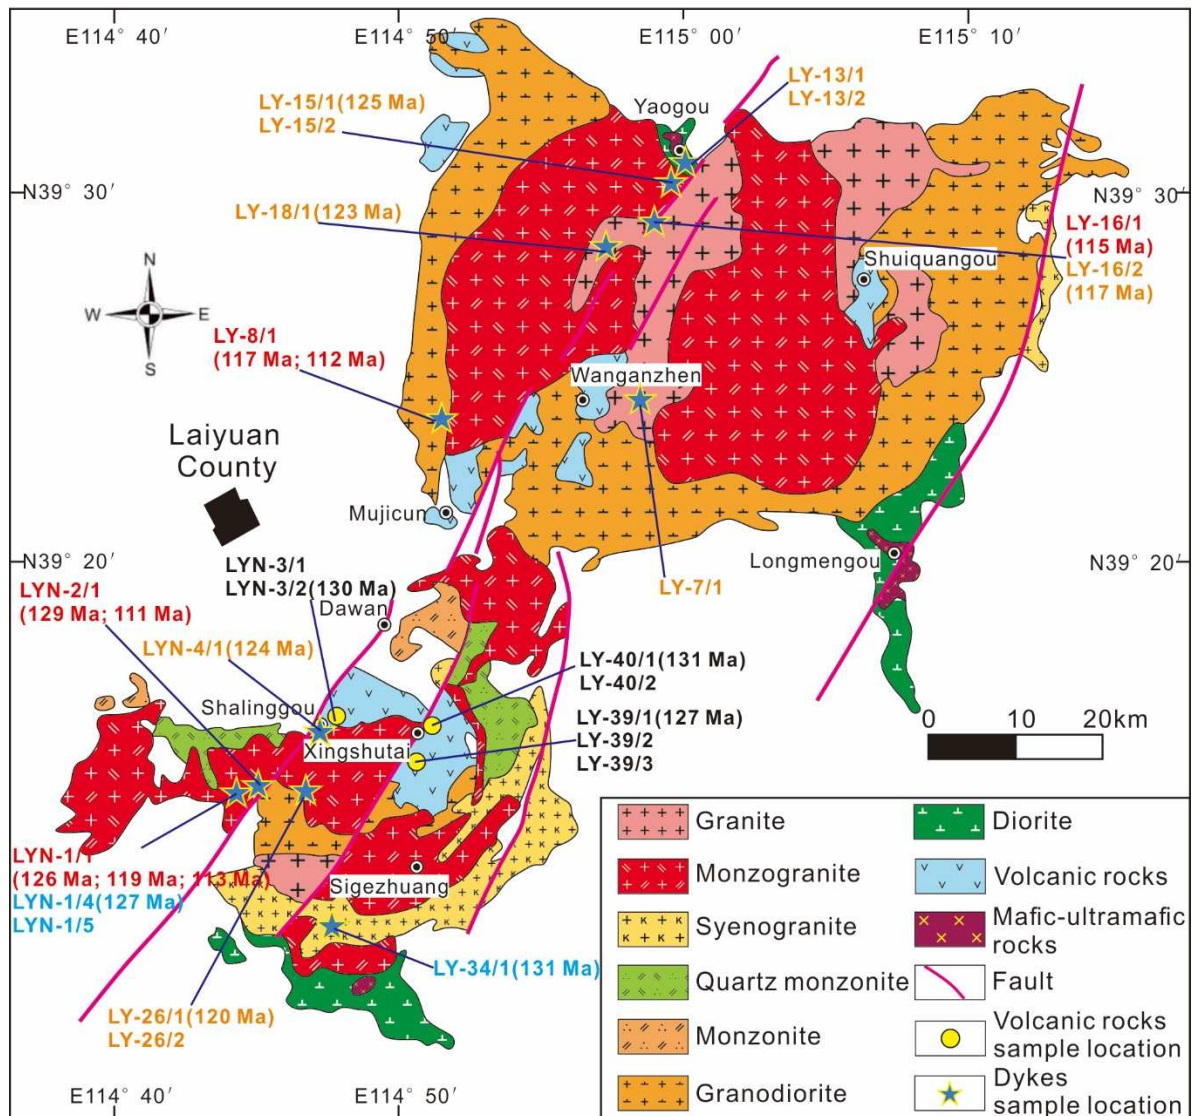 E114° 40′
E114° 50′
E115° 00′
E115° 10′
LY-13/1
LY-13/2
Yaogou
LY-15/1(125 Ma)
LY-15/2
N39° 30′
N39° 30′
LY-18/1(123 Ma)
LY-16/1
(115 Ma)
LY-16/2
(117 Ma)
Shuiquangou
N
W
E
S
LY-8/1
(117 Ma; 112 Ma)
Wanganzhen
Laiyuan
County
Mujicun
Longmengou
N39° 20′
LYN-3/1
LYN-3/2(130 Ma)
LYN-2/1
(129 Ma; 111 Ma)
Dawan
LY-7/1
LYN-4/1(124 Ma)
LY-40/1(131 Ma)
LY-40/2
Shalinggou
LY-39/1(127 Ma)
LY-39/2
LY-39/3
Xingshutai
0
10
20km
LYN-1/1
(126 Ma; 119 Ma; 113 Ma)
LYN-1/4(127 Ma)
LYN-1/5
Sigezhuang
LY-34/1(131 Ma)
LY-26/1(120 Ma)
LY-26/2
E114° 40′
E114° 50′
Granite
Monzogranite
Syenogranite
Quartz monzonite
Monzonite
Granodiorite
Diorite
Volcanic rocks
Mafic-ultramafic
rocks
Fault
Volcanic rocks
sample location
Dykes
sample location